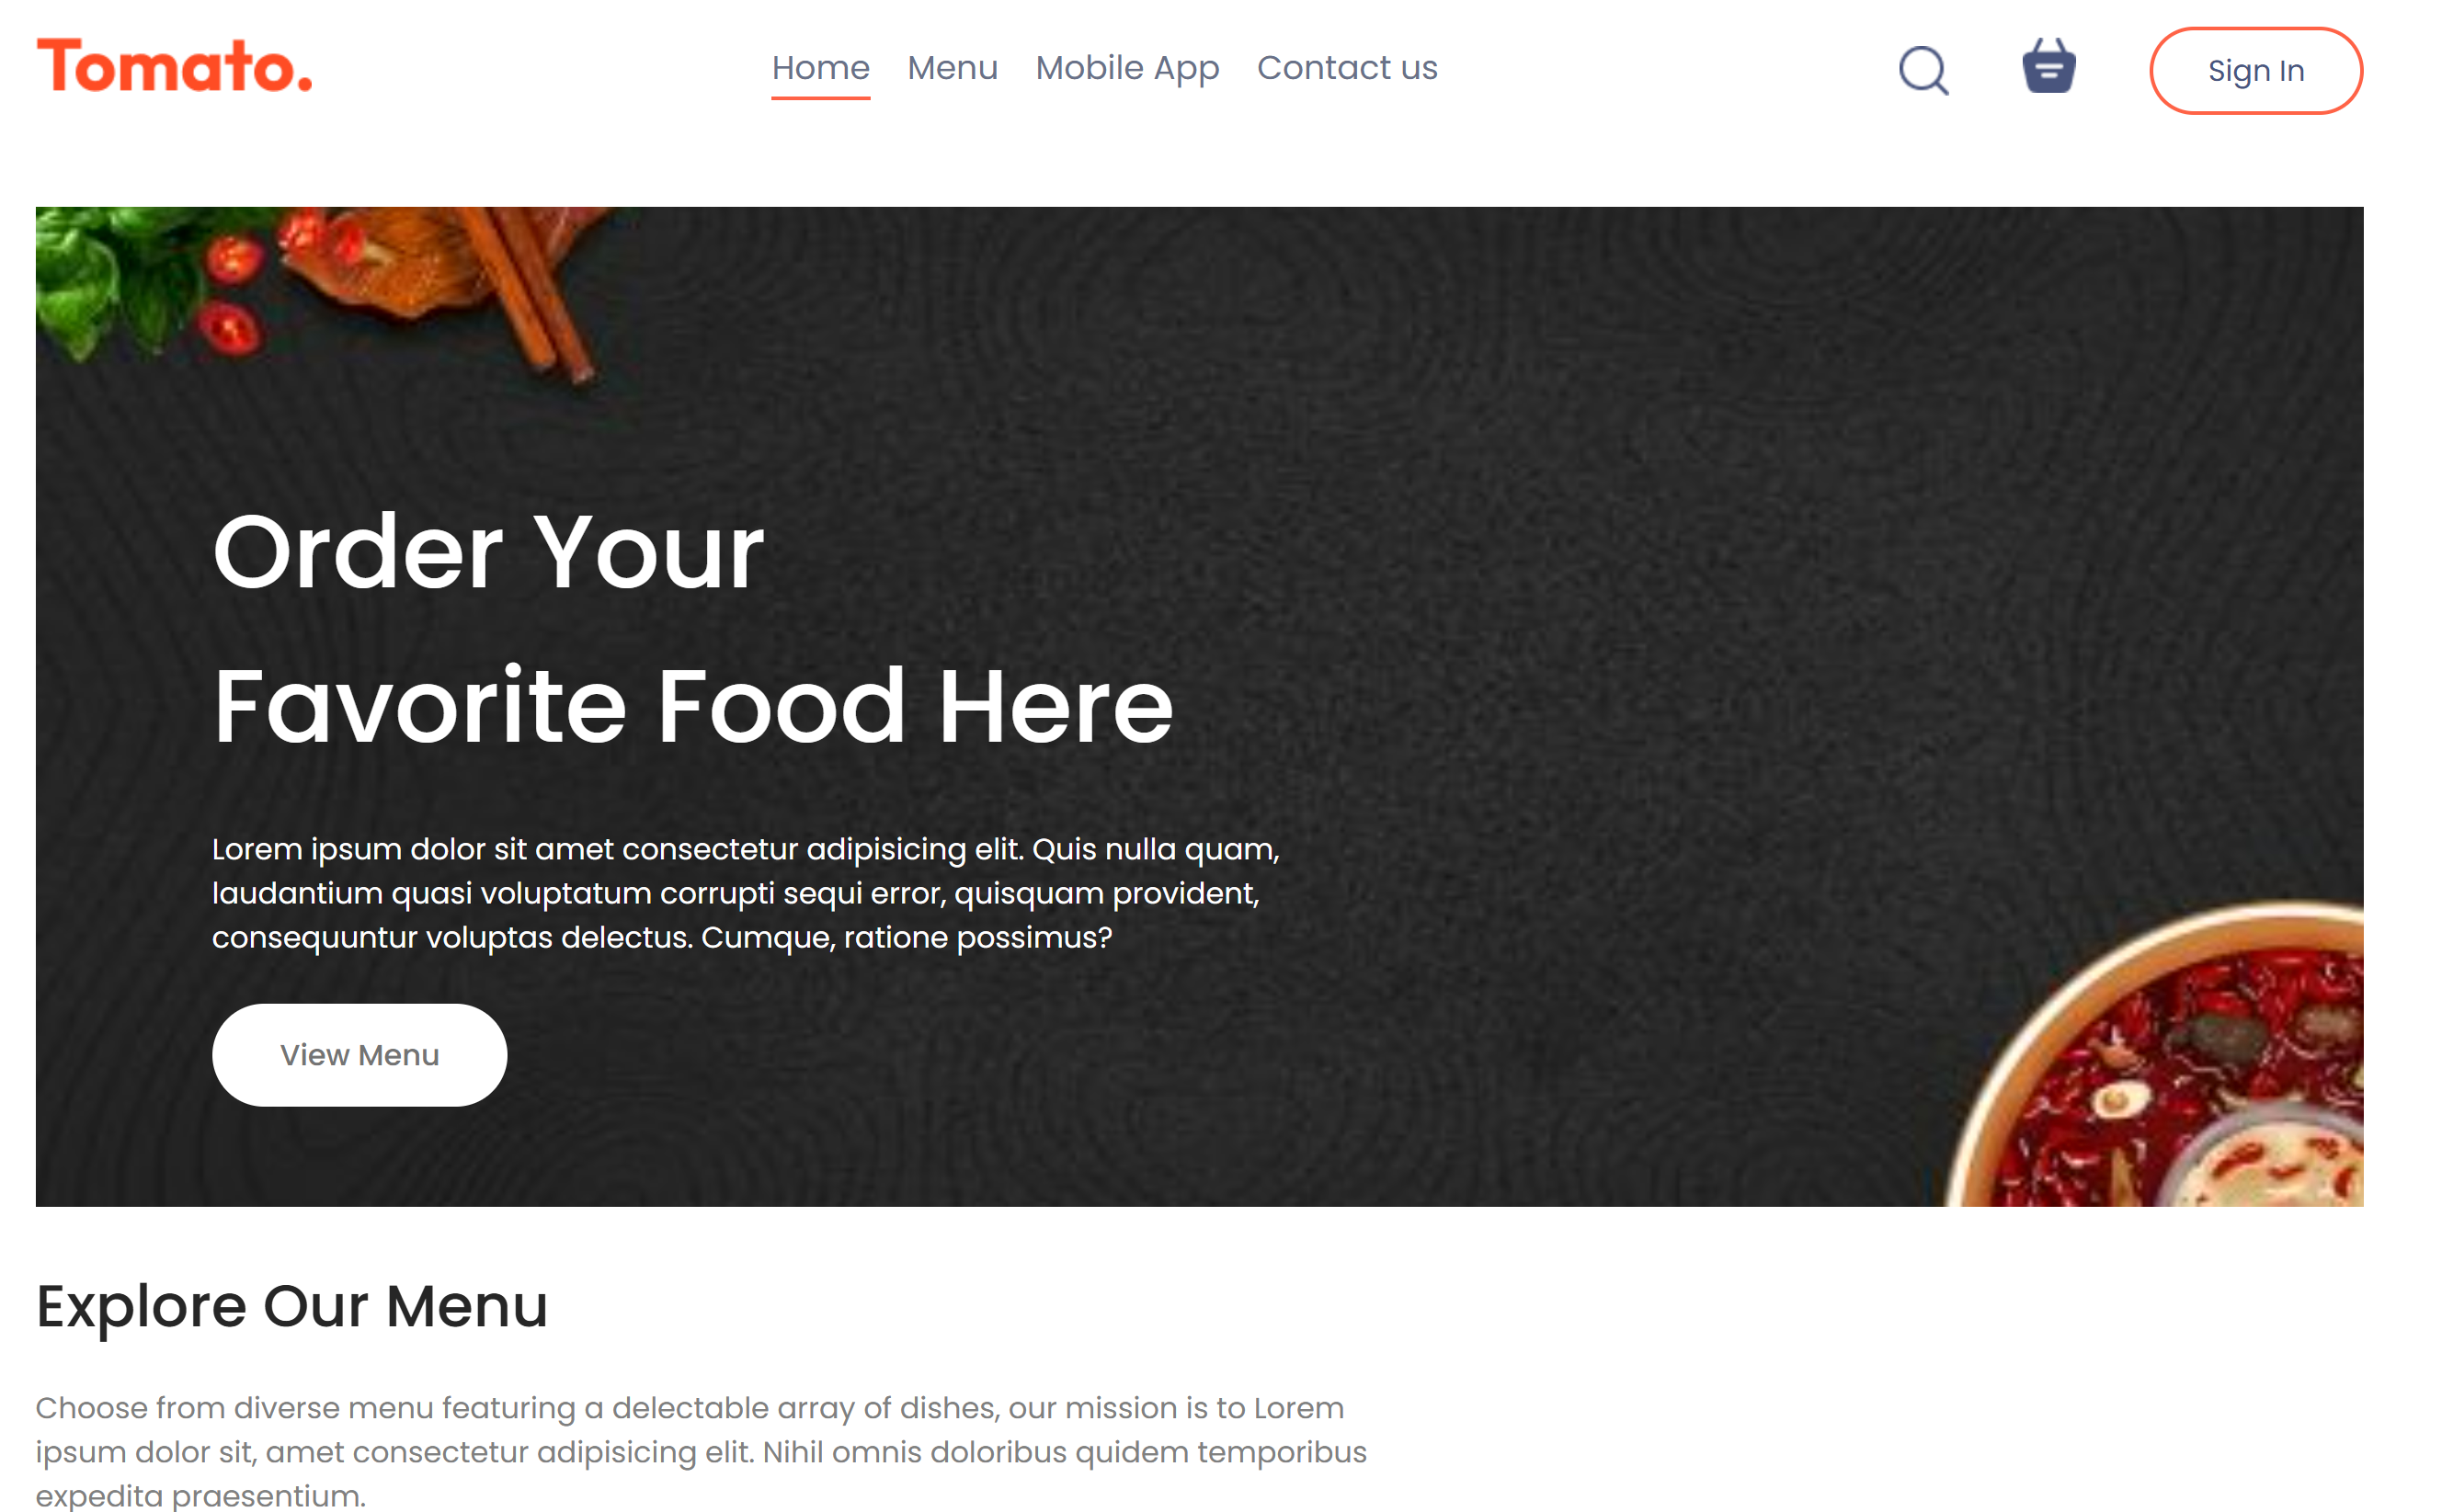 Tomato.
Home Menu Mobile App Contact us
Sign In
Order Your
Favorite Food Here
Lorem ipsum dolor sit amet consectetur adipisicing elit. Quis nulla quam,
laudantium quasi voluptatum corrupti sequi error, quisquam provident,
consequuntur voluptas delectus. Cumque, ratione possimus?
View Menu
Explore Our Menu
Choose from diverse menu featuring a delectable array of dishes, our mission is to Lorem
ipsum dolor sit, amet consectetur adipisicing elit. Nihil omnis doloribus quidem temporibus
expedita praesentium.